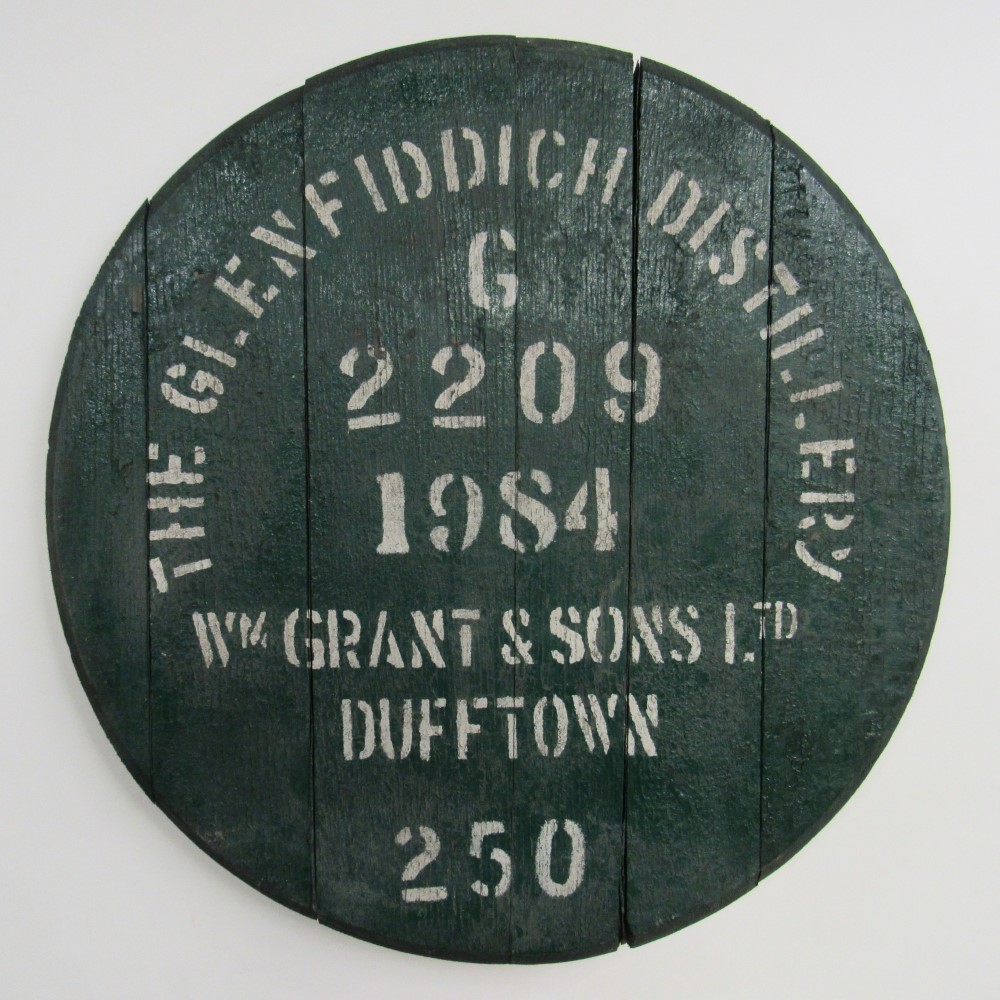 THE GLENFIDDICH DISTILLERY
G
2209
1984
WM GRANT & SONS LTD
DUFFTOWN
250